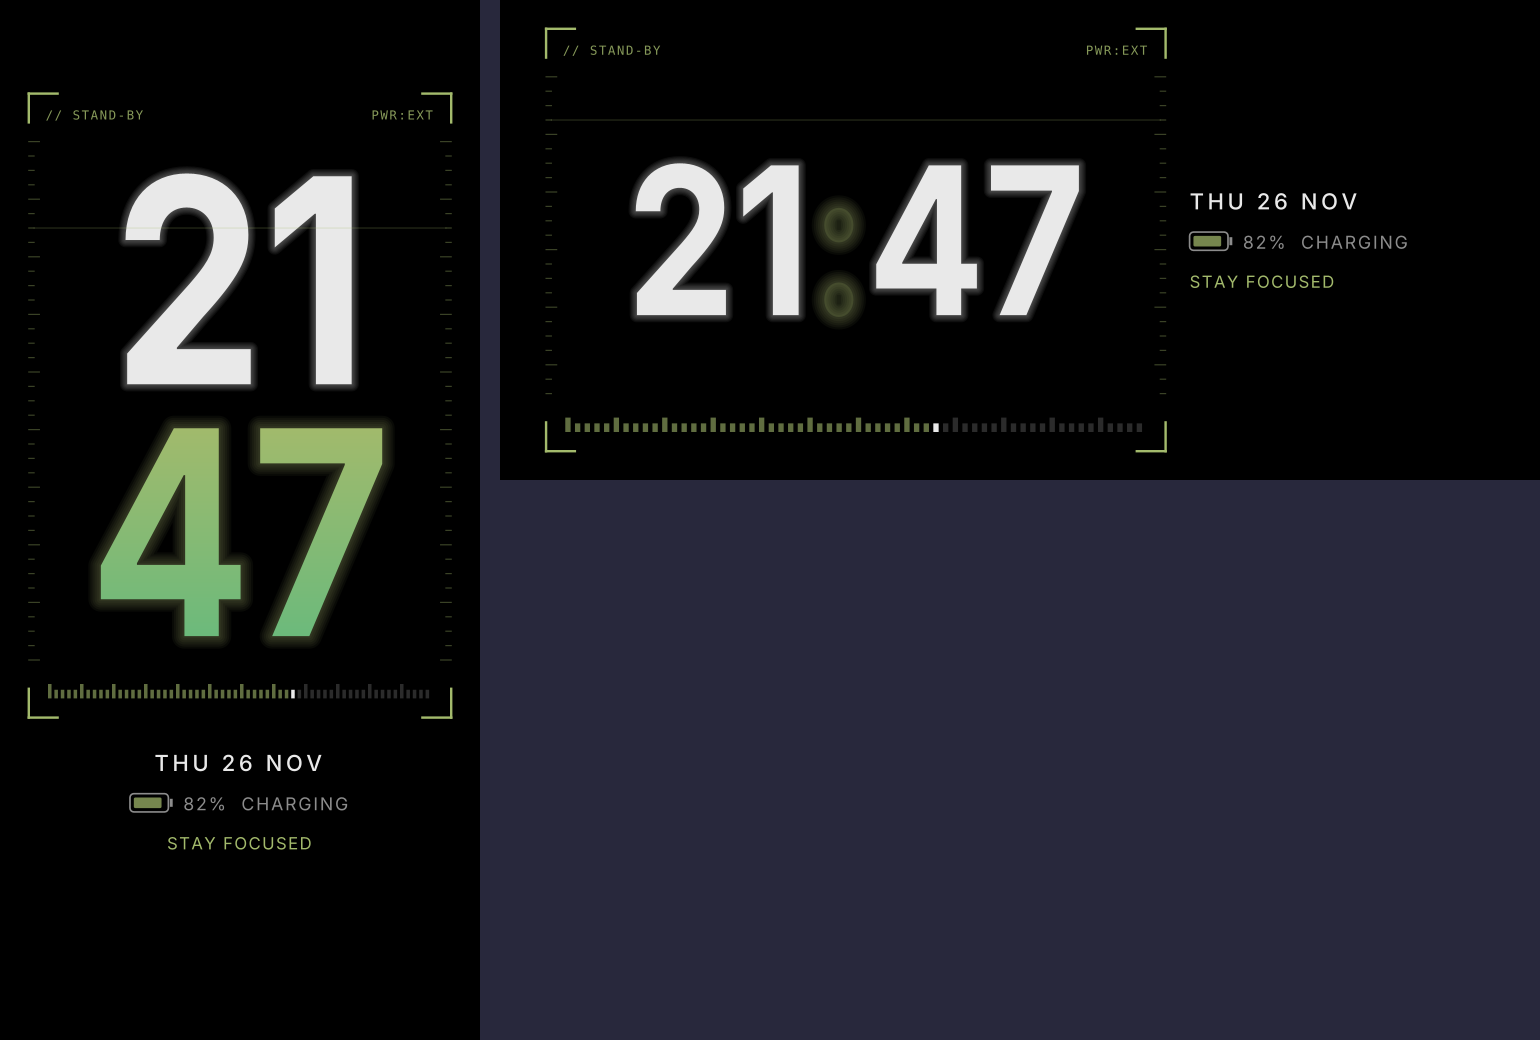 // STAND-BY PWR:EXT
21
47
THU 26 NOV
82% CHARGING
STAY FOCUSED
// STAND-BY PWR:EXT
21:47
THU 26 NOV
82% CHARGING
STAY FOCUSED